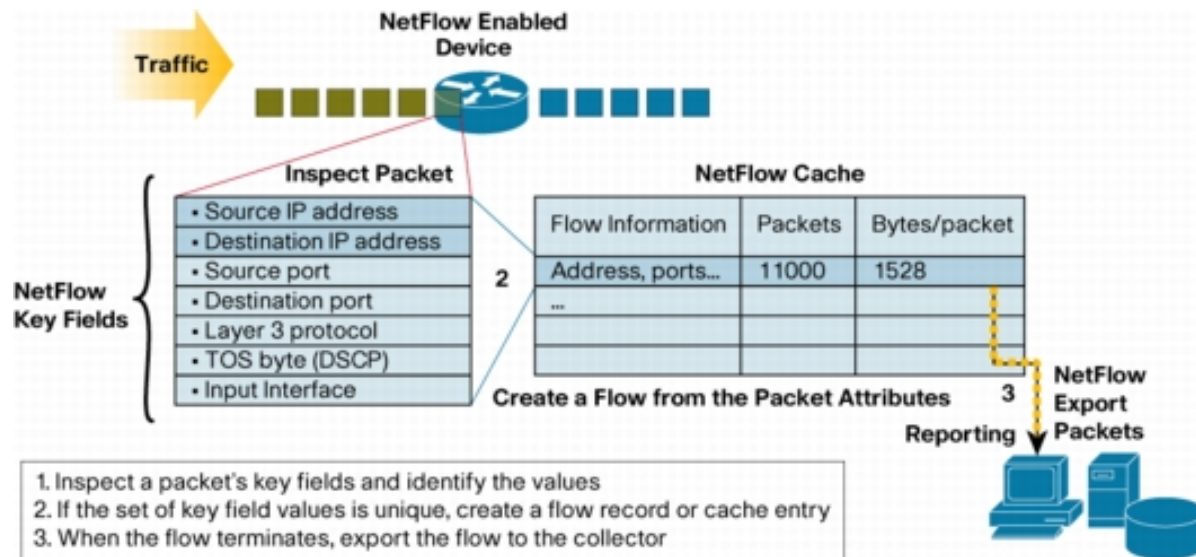 NetFlow Enabled
Device
Traffic
Inspect Packet
NetFlow Cache
NetFlow
Key Fields
• Source IP address
• Destination IP address
• Source port
• Destination port
• Layer 3 protocol
• TOS byte (DSCP)
• Input Interface
2
Flow Information Packets Bytes/packet
Address, ports... 11000 1528
...
Create a Flow from the Packet Attributes
3
NetFlow
Export
Packets
Reporting
1. Inspect a packet's key fields and identify the values
2. If the set of key field values is unique, create a flow record or cache entry
3. When the flow terminates, export the flow to the collector